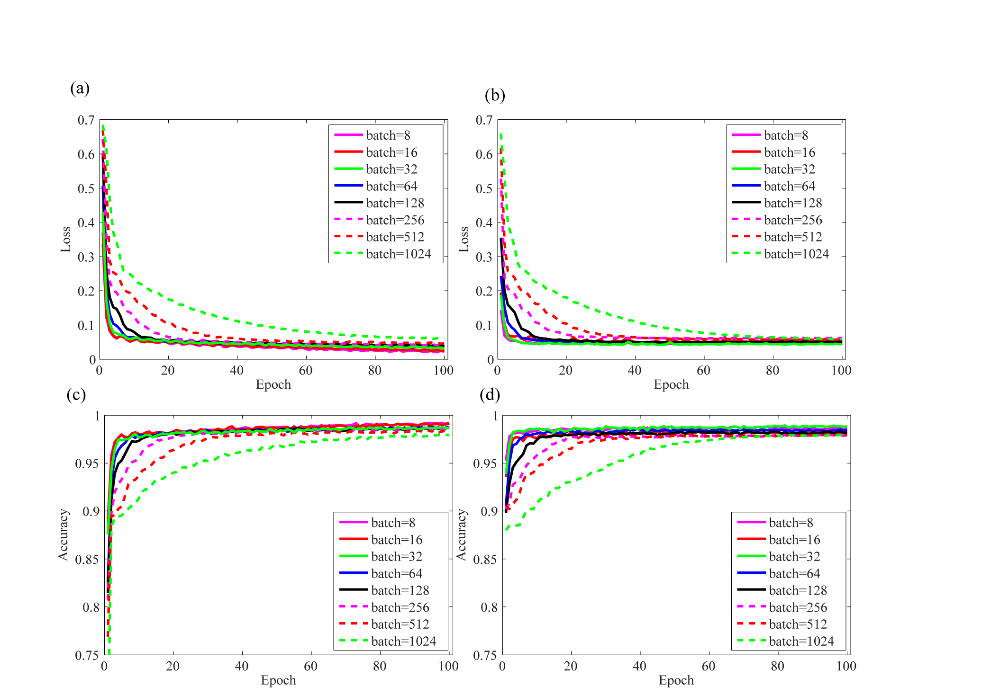 (a)
(b)
0.7
0.6
0.5
0.4
0.3
0.2
0.1
0
Loss
0 20 40 60 80 100
Epoch
batch=8
batch=16
batch=32
batch=64
batch=128
batch=256
batch=512
batch=1024
0.7
0.6
0.5
0.4
0.3
0.2
0.1
0
Loss
0 20 40 60 80 100
Epoch
batch=8
batch=16
batch=32
batch=64
batch=128
batch=256
batch=512
batch=1024
(c)
(d)
1
0.95
0.9
0.85
0.8
0.75
Accuracy
0 20 40 60 80 100
Epoch
batch=8
batch=16
batch=32
batch=64
batch=128
batch=256
batch=512
batch=1024
1
0.95
0.9
0.85
0.8
0.75
Accuracy
0 20 40 60 80 100
Epoch
batch=8
batch=16
batch=32
batch=64
batch=128
batch=256
batch=512
batch=1024